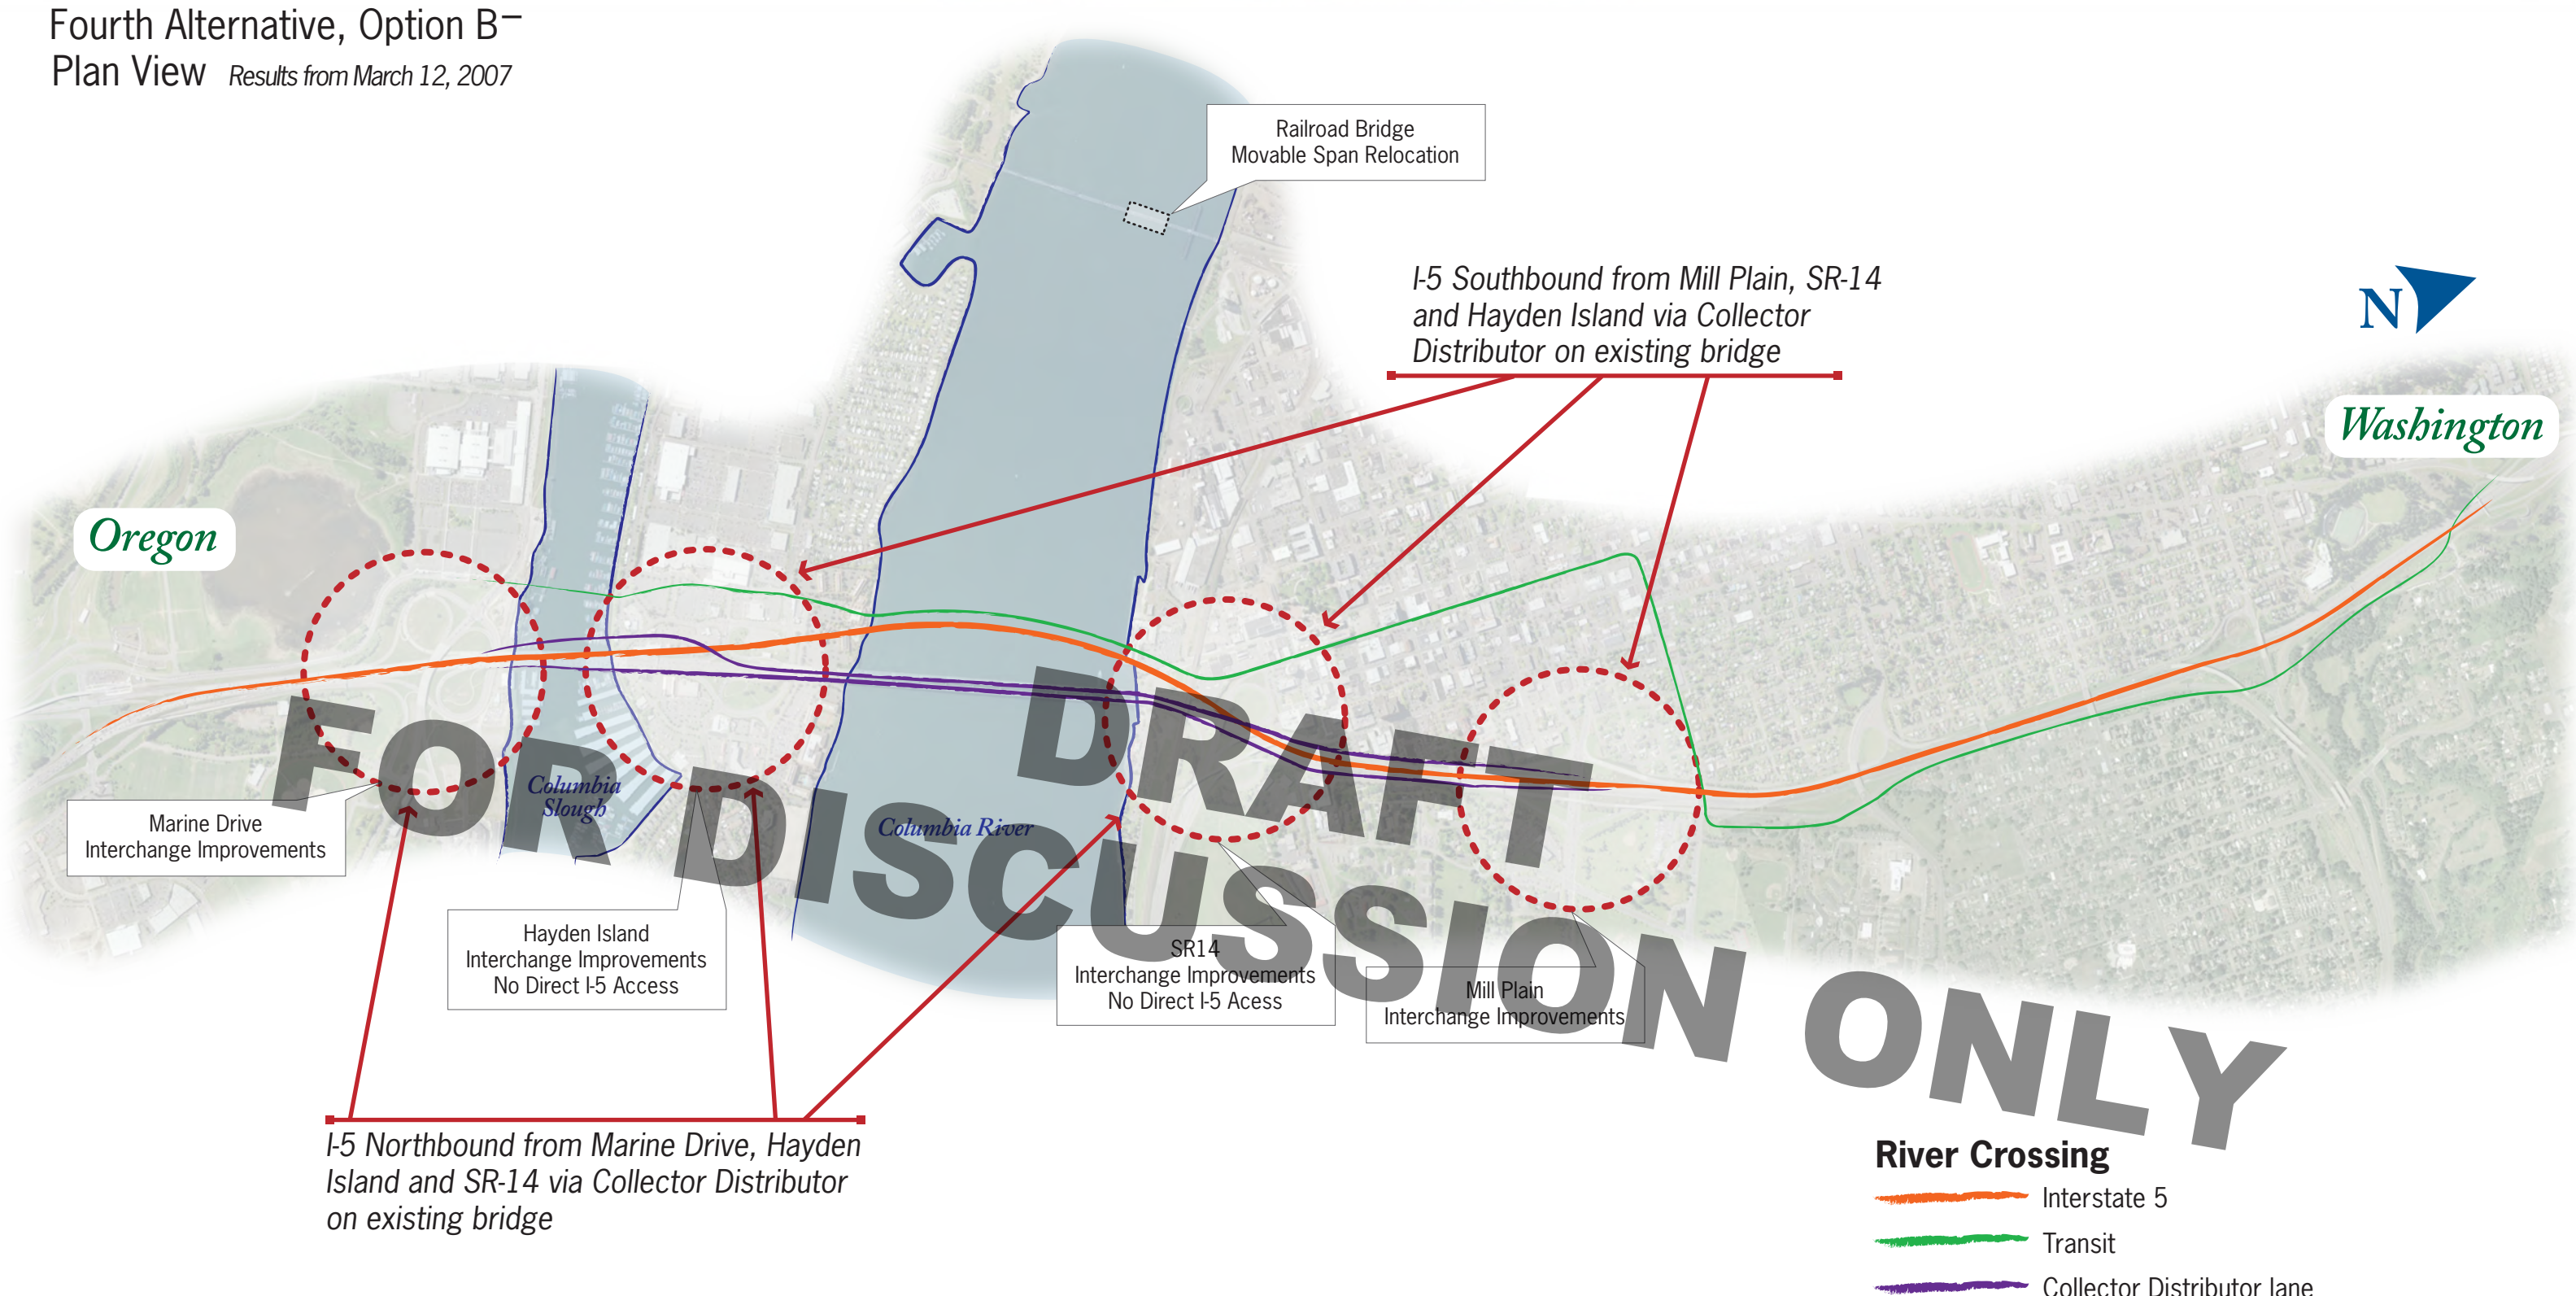 Fourth Alternative, Option B–
Plan View Results from March 12, 2007
Railroad Bridge
Movable Span Relocation
I-5 Southbound from Mill Plain, SR-14
and Hayden Island via Collector
Distributor on existing bridge
N
Washington
Oregon
Marine Drive
Interchange Improvements
Columbia
Slough
Columbia River
Hayden Island
Interchange Improvements
No Direct I-5 Access
SR14
Interchange Improvements
No Direct I-5 Acess
Mill Plain
Interchange Improvements
DRAFT
FOR DISCUSSION ONLY
I-5 Northbound from Marine Drive, Hayden
Island and SR-14 via Collector Distributor
on existing bridge
River Crossing
Interstate 5
Transit
Collector Distributor lane